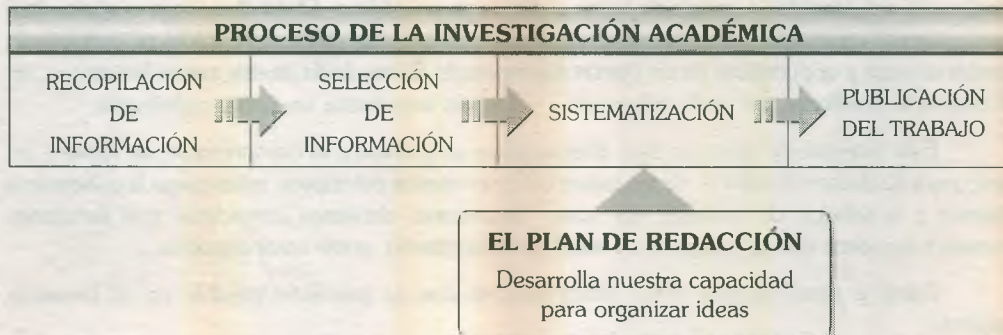 PROCESO DE LA INVESTIGACIÓN ACADÉMICA
RECOPILACIÓN
DE
INFORMACIÓN
SELECCIÓN
DE
INFORMACIÓN
SISTEMATIZACIÓN
PUBLICACIÓN
DEL TRABAJO
EL PLAN DE REDACCIÓN
Desarrolla nuestra capacidad
para organizar ideas